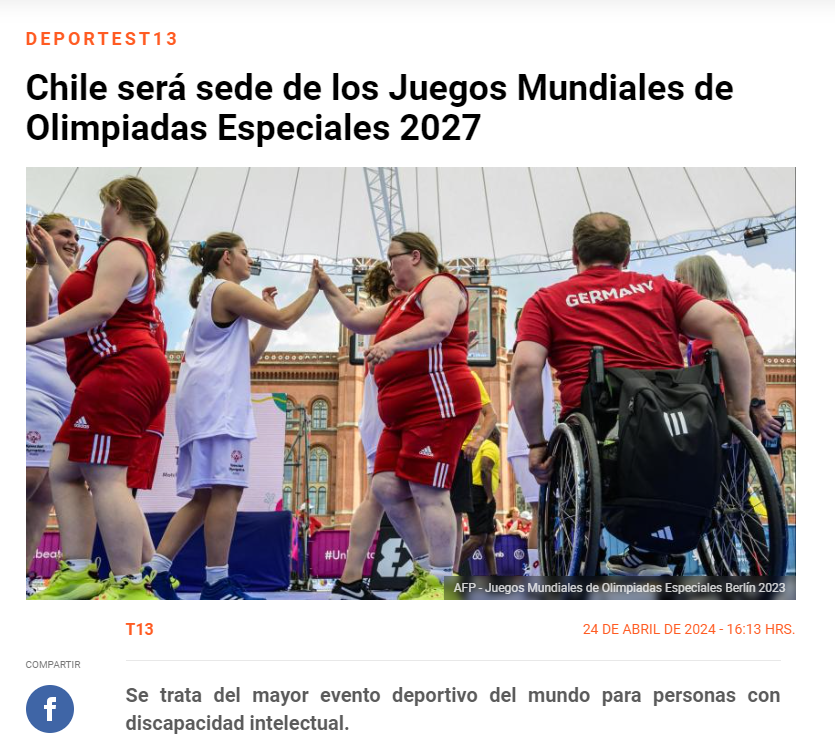 DEPORTEST13
Chile será sede de los Juegos Mundiales de
Olimpiadas Especiales 2027
GERMANY
adidas
#Un
beat
AFP - Juegos Mundiales de Olimpiadas Especiales Berlín 2023
T13
24 DE ABRIL DE 2024 - 16:13 HRS.
COMPARTIR
f
Se trata del mayor evento deportivo del mundo para personas con
discapacidad intelectual.